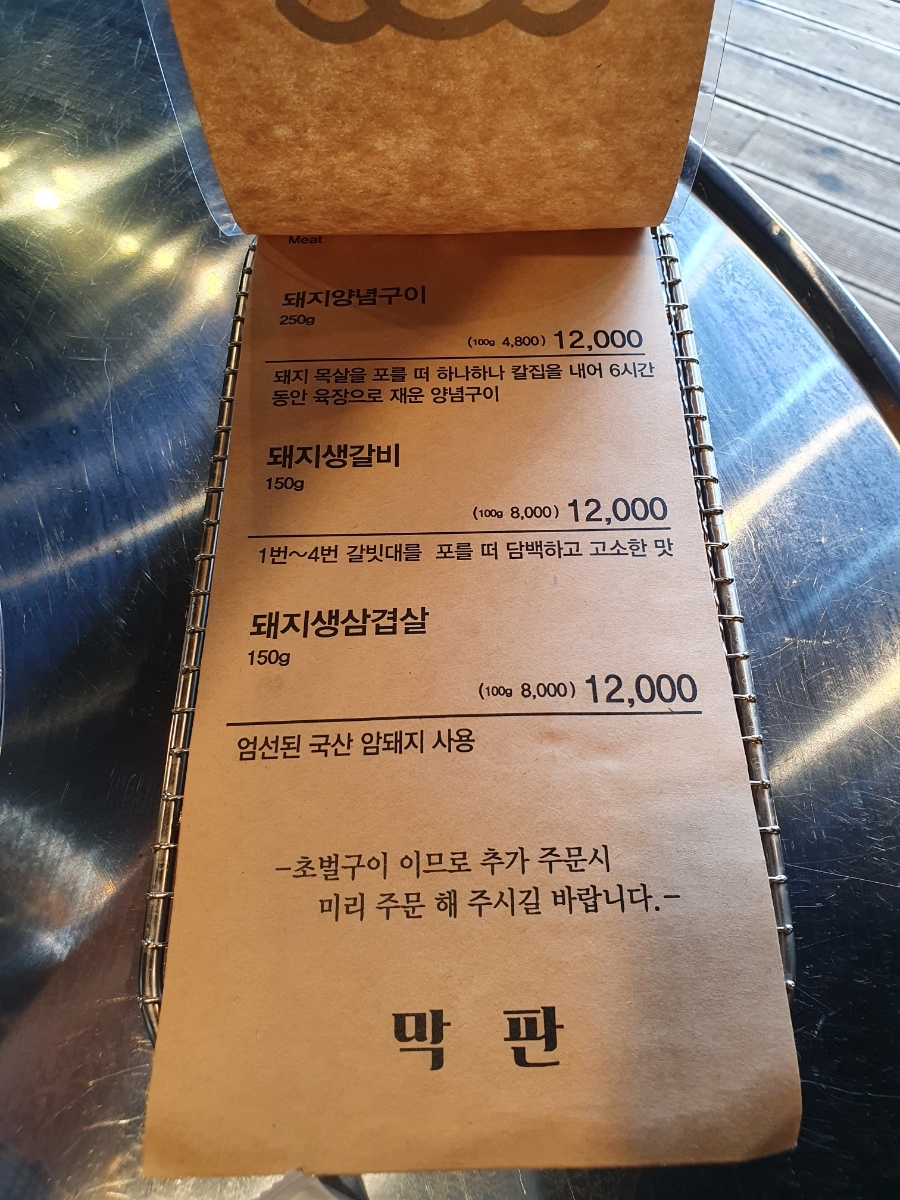 Meat
돼지양념구이
250g
(100g 4,800) 12,000
돼지 목살을 포를 떠 하나하나 칼집을 내어 6시간
동안 육장으로 재운 양념구이
돼지생갈비
150g
(100g 8,000) 12,000
1번~4번 갈빗대를 포를 떠 담백하고 고소한 맛
돼지생삼겹살
150g
(100g 8,000) 12,000
엄선된 국산 암돼지 사용
-초벌구이 이므로 추가 주문시
미리 주문 해 주시길 바랍니다.-
막 판